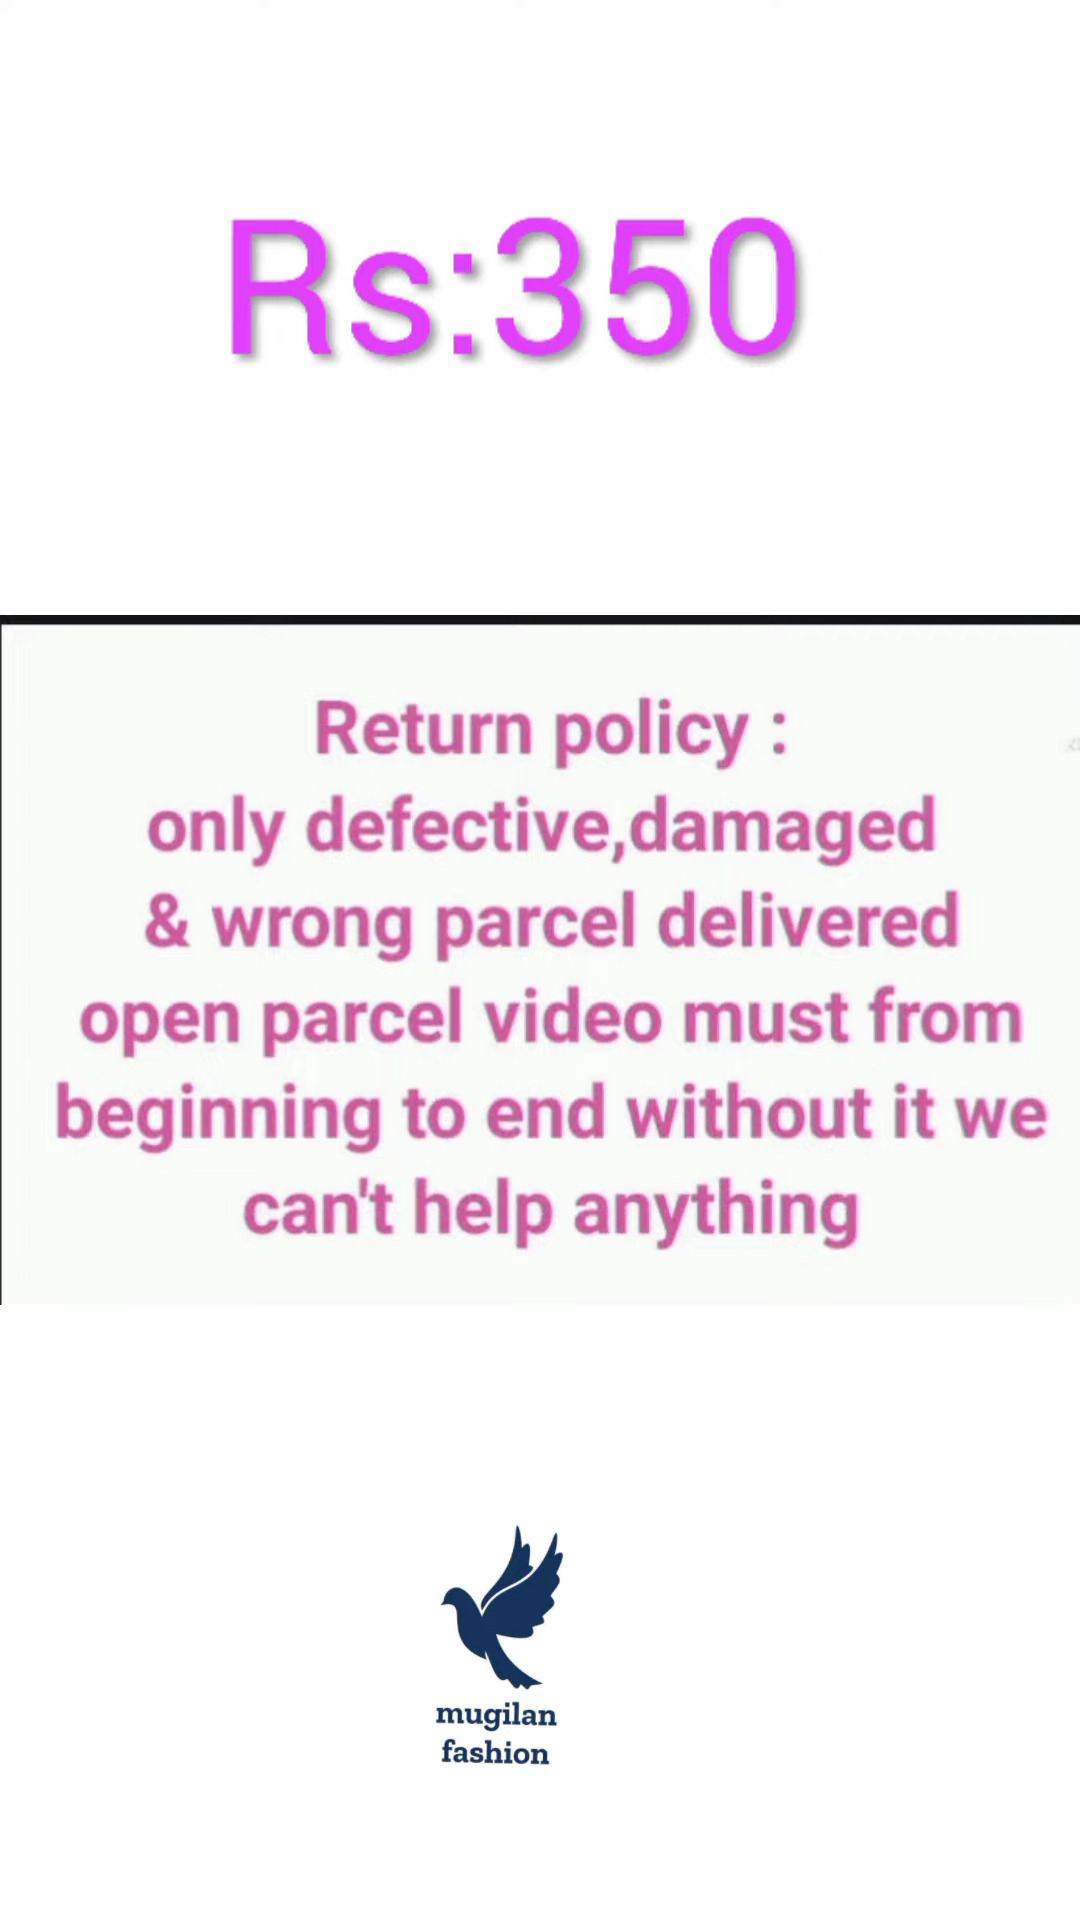 Rs:350
Return policy :
only defective,damaged
& wrong parcel delivered
open parcel video must from
beginning to end without it we
can't help anything
mugilan
fashion